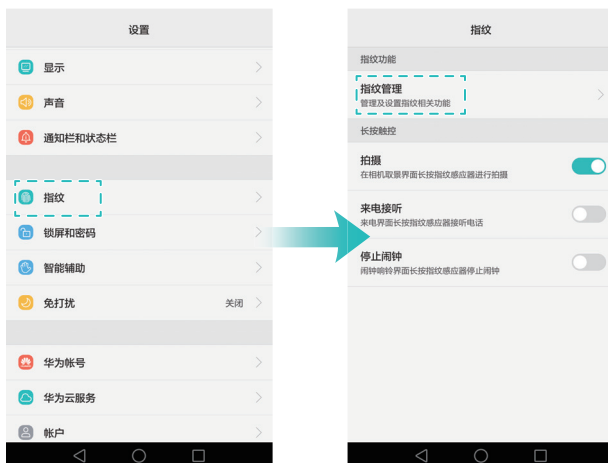 设置
显示
声音
通知栏和状态栏
指纹
锁屏和密码
智能辅助
免打扰 关闭
华为帐号
华为云服务
帐户
指纹
指纹功能
指纹管理
管理及设置指纹相关功能
长按触控
拍摄
在相机取景界面长按指纹感应器进行拍摄
来电接听
来电界面长按指纹感应器接听电话
停止闹钟
闹钟响铃界面长按指纹感应器停止闹钟